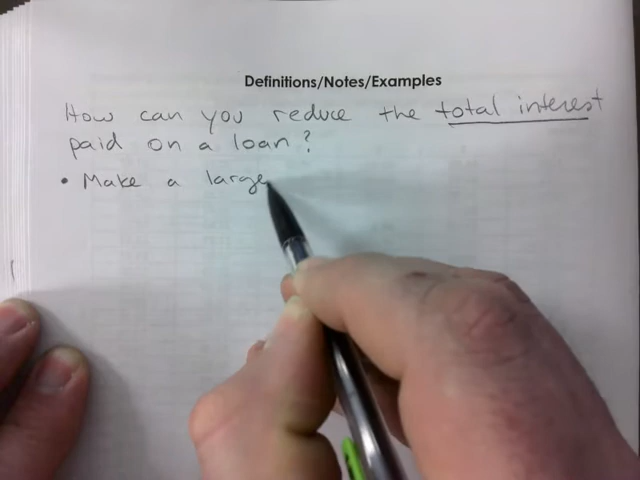 Definitions/Notes/Examples
How can you reduce the total interest
paid on a loan?
• Make a large